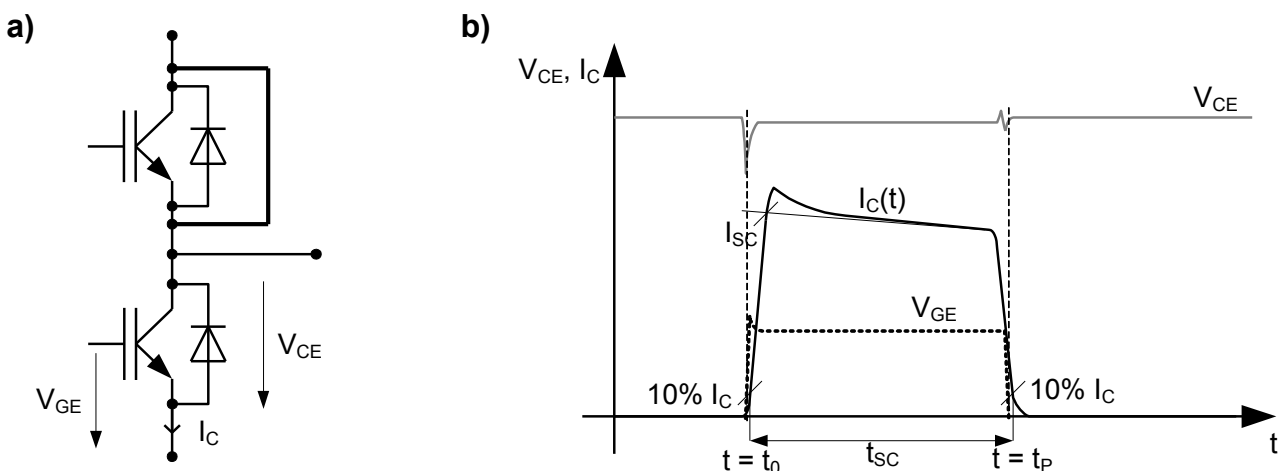 a)
V_GE
V_CE
I_C
b)
V_CE, I_C
V_CE
I_C(t)
I_SC
V_GE
10% I_C
10% I_C
t_SC
t = t_0
t = t_P
t